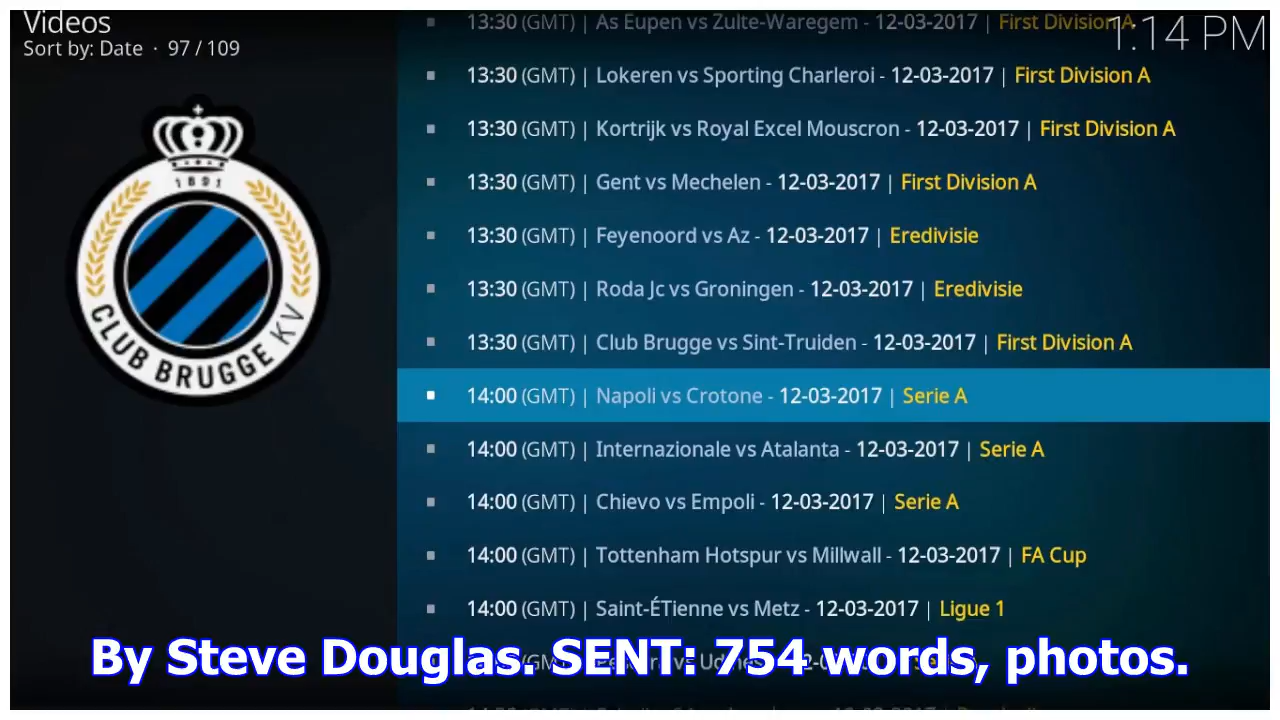 Videos
Sort by: Date · 97 / 109
1:14 PM
1891
CLUB BRUGGE KV
13:30 (GMT) | As Eupen vs Zulte-Waregem - 12-03-2017 | First Division A
13:30 (GMT) | Lokeren vs Sporting Charleroi - 12-03-2017 | First Division A
13:30 (GMT) | Kortrijk vs Royal Excel Mouscron - 12-03-2017 | First Division A
13:30 (GMT) | Gent vs Mechelen - 12-03-2017 | First Division A
13:30 (GMT) | Feyenoord vs Az - 12-03-2017 | Eredivisie
13:30 (GMT) | Roda Jc vs Groningen - 12-03-2017 | Eredivisie
13:30 (GMT) | Club Brugge vs Sint-Truiden - 12-03-2017 | First Division A
14:00 (GMT) | Napoli vs Crotone - 12-03-2017 | Serie A
14:00 (GMT) | Internazionale vs Atalanta - 12-03-2017 | Serie A
14:00 (GMT) | Chievo vs Empoli - 12-03-2017 | Serie A
14:00 (GMT) | Tottenham Hotspur vs Millwall - 12-03-2017 | FA Cup
14:00 (GMT) | Saint-ÉTienne vs Metz - 12-03-2017 | Ligue 1
By Steve Douglas. SENT: 754 words, photos.